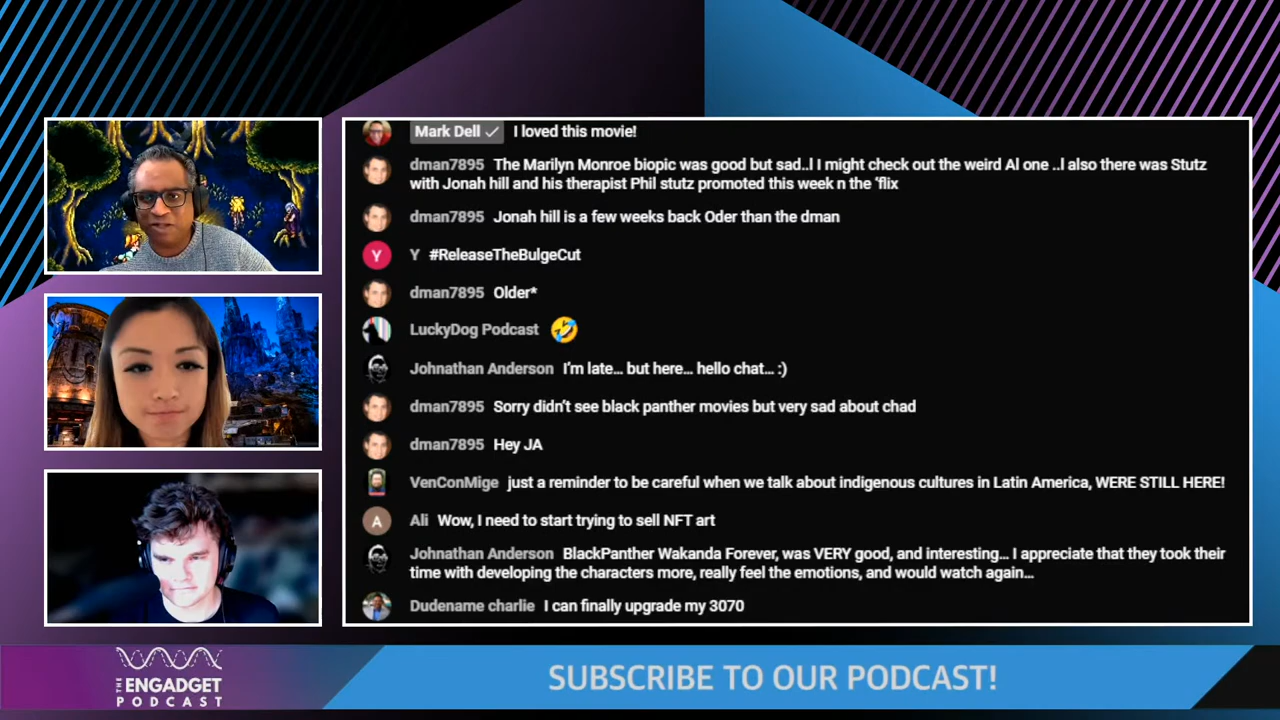 Mark Dell ✓ I loved this movie!
dman7895 The Marilyn Monroe biopic was good but sad..l I might check out the weird Al one ..l also there was Stutz
with Jonah hill and his therapist Phil stutz promoted this week n the ‘flix
dman7895 Jonah hill is a few weeks back Oder than the dman
Y Y #ReleaseTheBulgeCut
dman7895 Older*
LuckyDog Podcast 🤣
Johnathan Anderson I’m late… but here… hello chat… :)
dman7895 Sorry didn’t see black panther movies but very sad about chad
dman7895 Hey JA
VenConMige just a reminder to be careful when we talk about indigenous cultures in Latin America, WERE STILL HERE!
A Ali Wow, I need to start trying to sell NFT art
Johnathan Anderson BlackPanther Wakanda Forever, was VERY good, and interesting… I appreciate that they took their
time with developing the characters more, really feel the emotions, and would watch again…
Dudename charlie I can finally upgrade my 3070
THE ENGADGET
PODCAST
SUBSCRIBE TO OUR PODCAST!